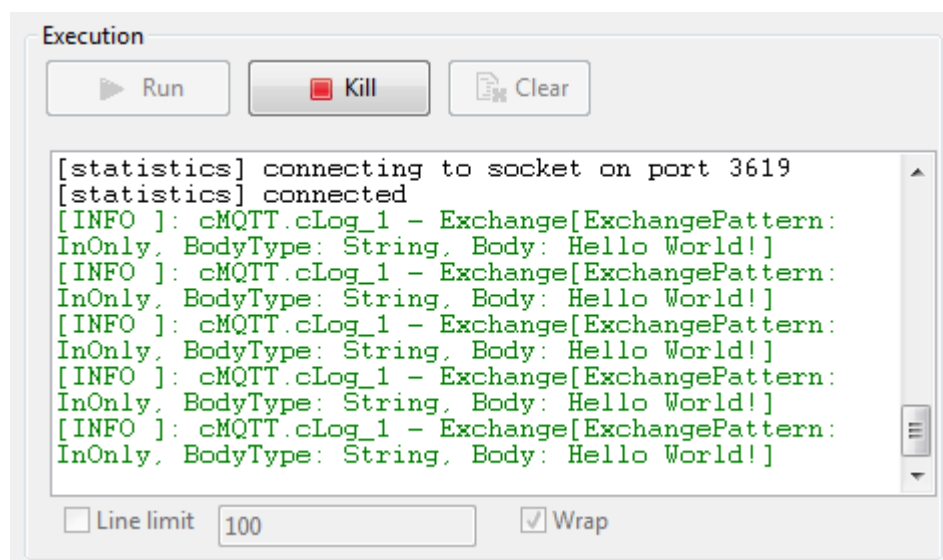 Execution
Run Kill Clear
[statistics] connecting to socket on port 3619
[statistics] connected
[INFO ]: cMQTT.cLog_1 - Exchange[ExchangePattern:
InOnly, BodyType: String, Body: Hello World!]
[INFO ]: cMQTT.cLog_1 - Exchange[ExchangePattern:
InOnly, BodyType: String, Body: Hello World!]
[INFO ]: cMQTT.cLog_1 - Exchange[ExchangePattern:
InOnly, BodyType: String, Body: Hello World!]
[INFO ]: cMQTT.cLog_1 - Exchange[ExchangePattern:
InOnly, BodyType: String, Body: Hello World!]
[INFO ]: cMQTT.cLog_1 - Exchange[ExchangePattern:
InOnly, BodyType: String, Body: Hello World!]
Line limit 100 Wrap